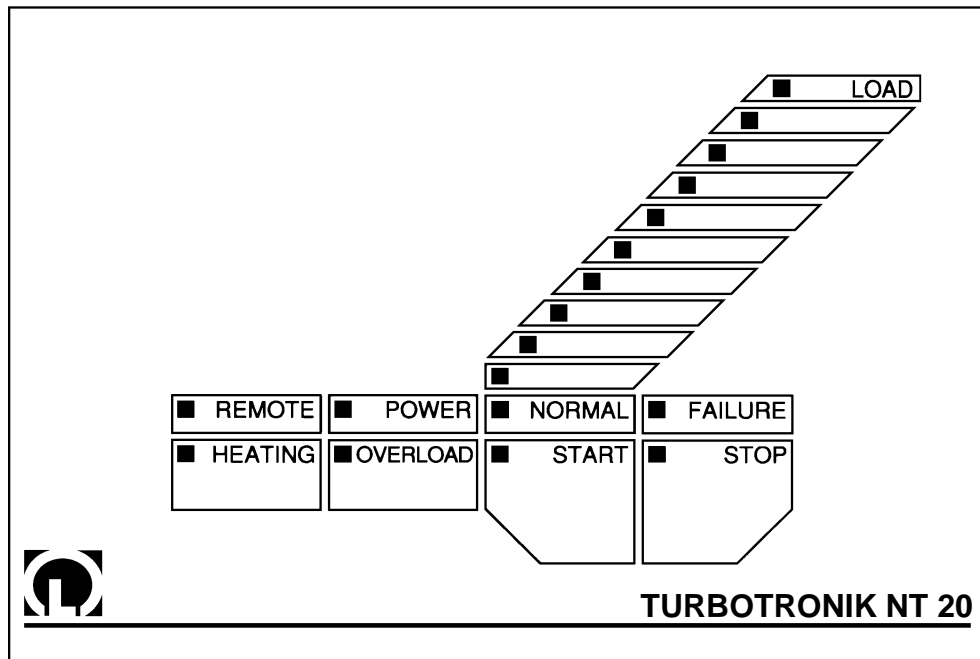 LOAD
REMOTE POWER NORMAL FAILURE
HEATING OVERLOAD START STOP
L
TURBOTRONIK NT 20